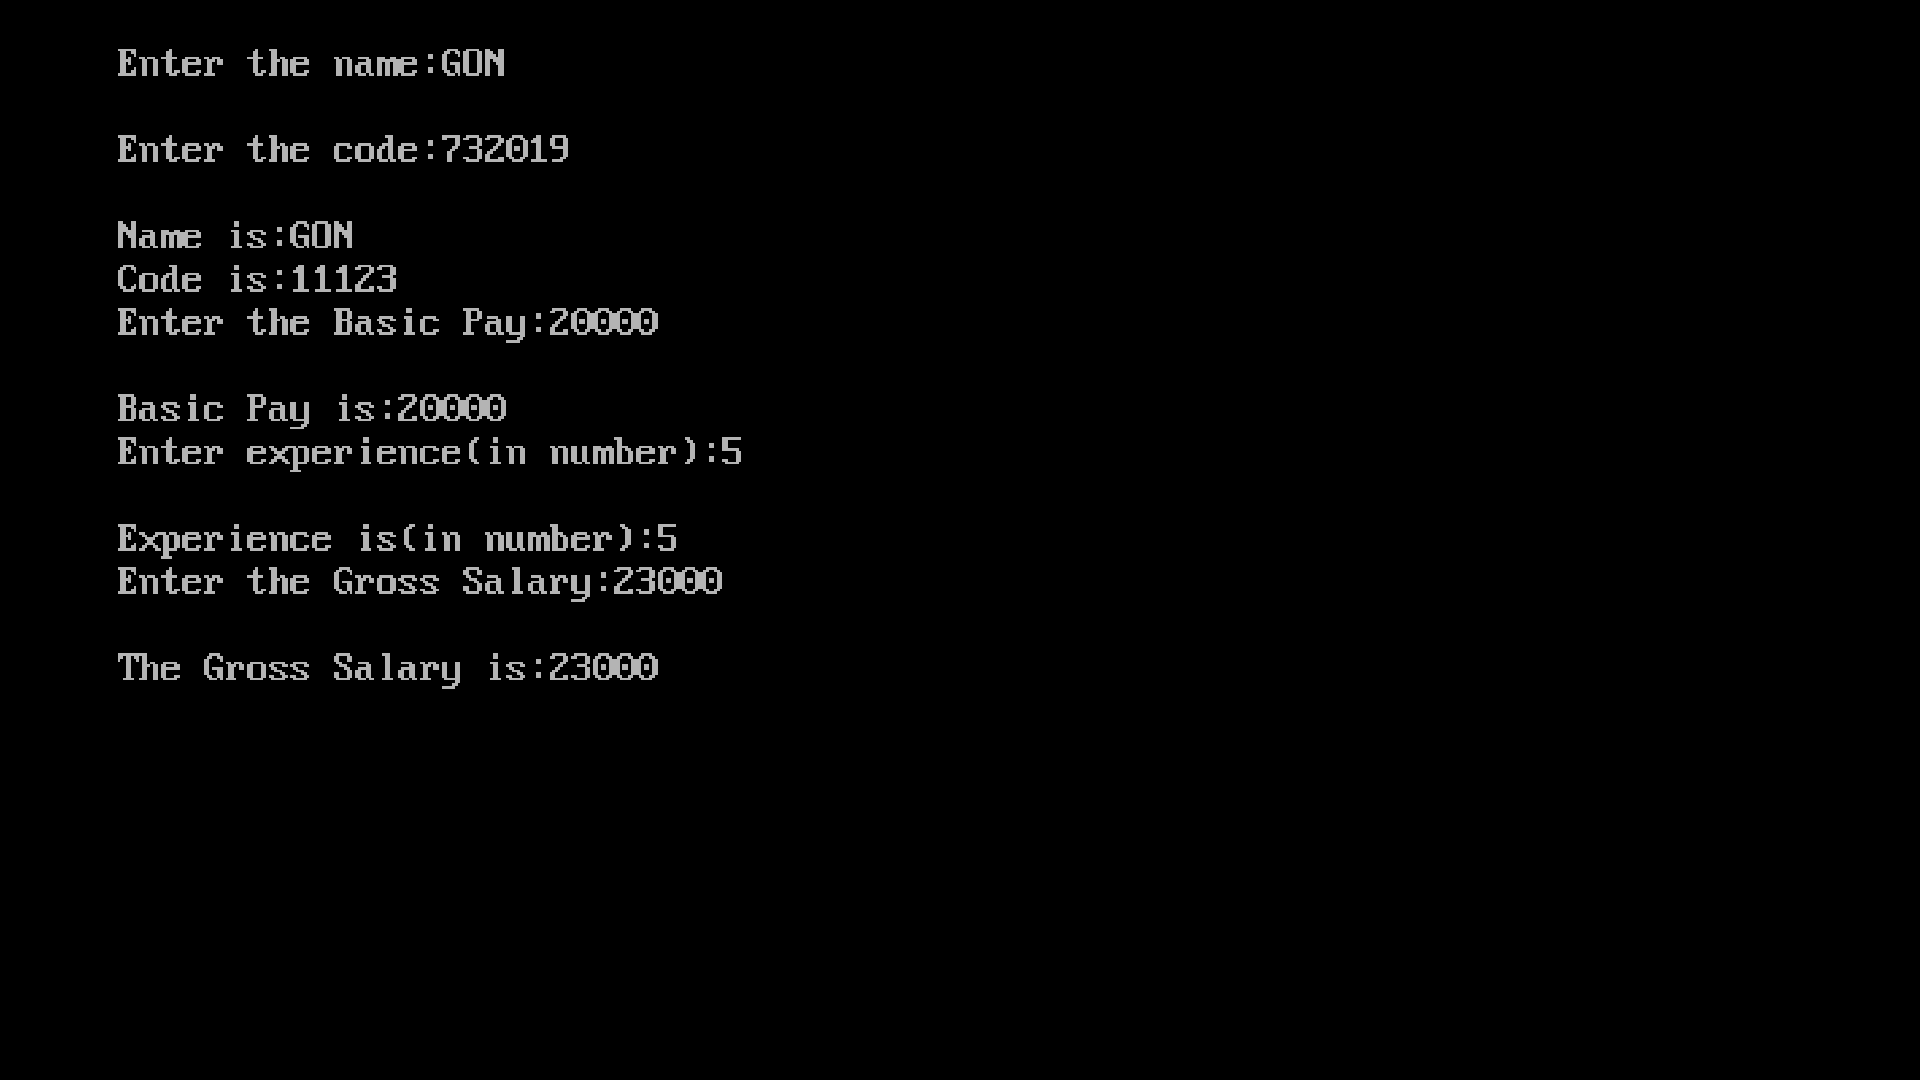 Enter the name:GON
Enter the code:732019
Name is:GON
Code is:11123
Enter the Basic Pay:20000
Basic Pay is:20000
Enter experience(in number):5
Experience is(in number):5
Enter the Gross Salary:23000
The Gross Salary is:23000